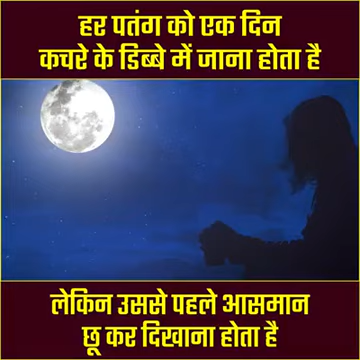 हर पतंग को एक दिन
कचरे के डिब्बे में जाना होता है
लेकिन उससे पहले आसमान
छू कर दिखाना होता है